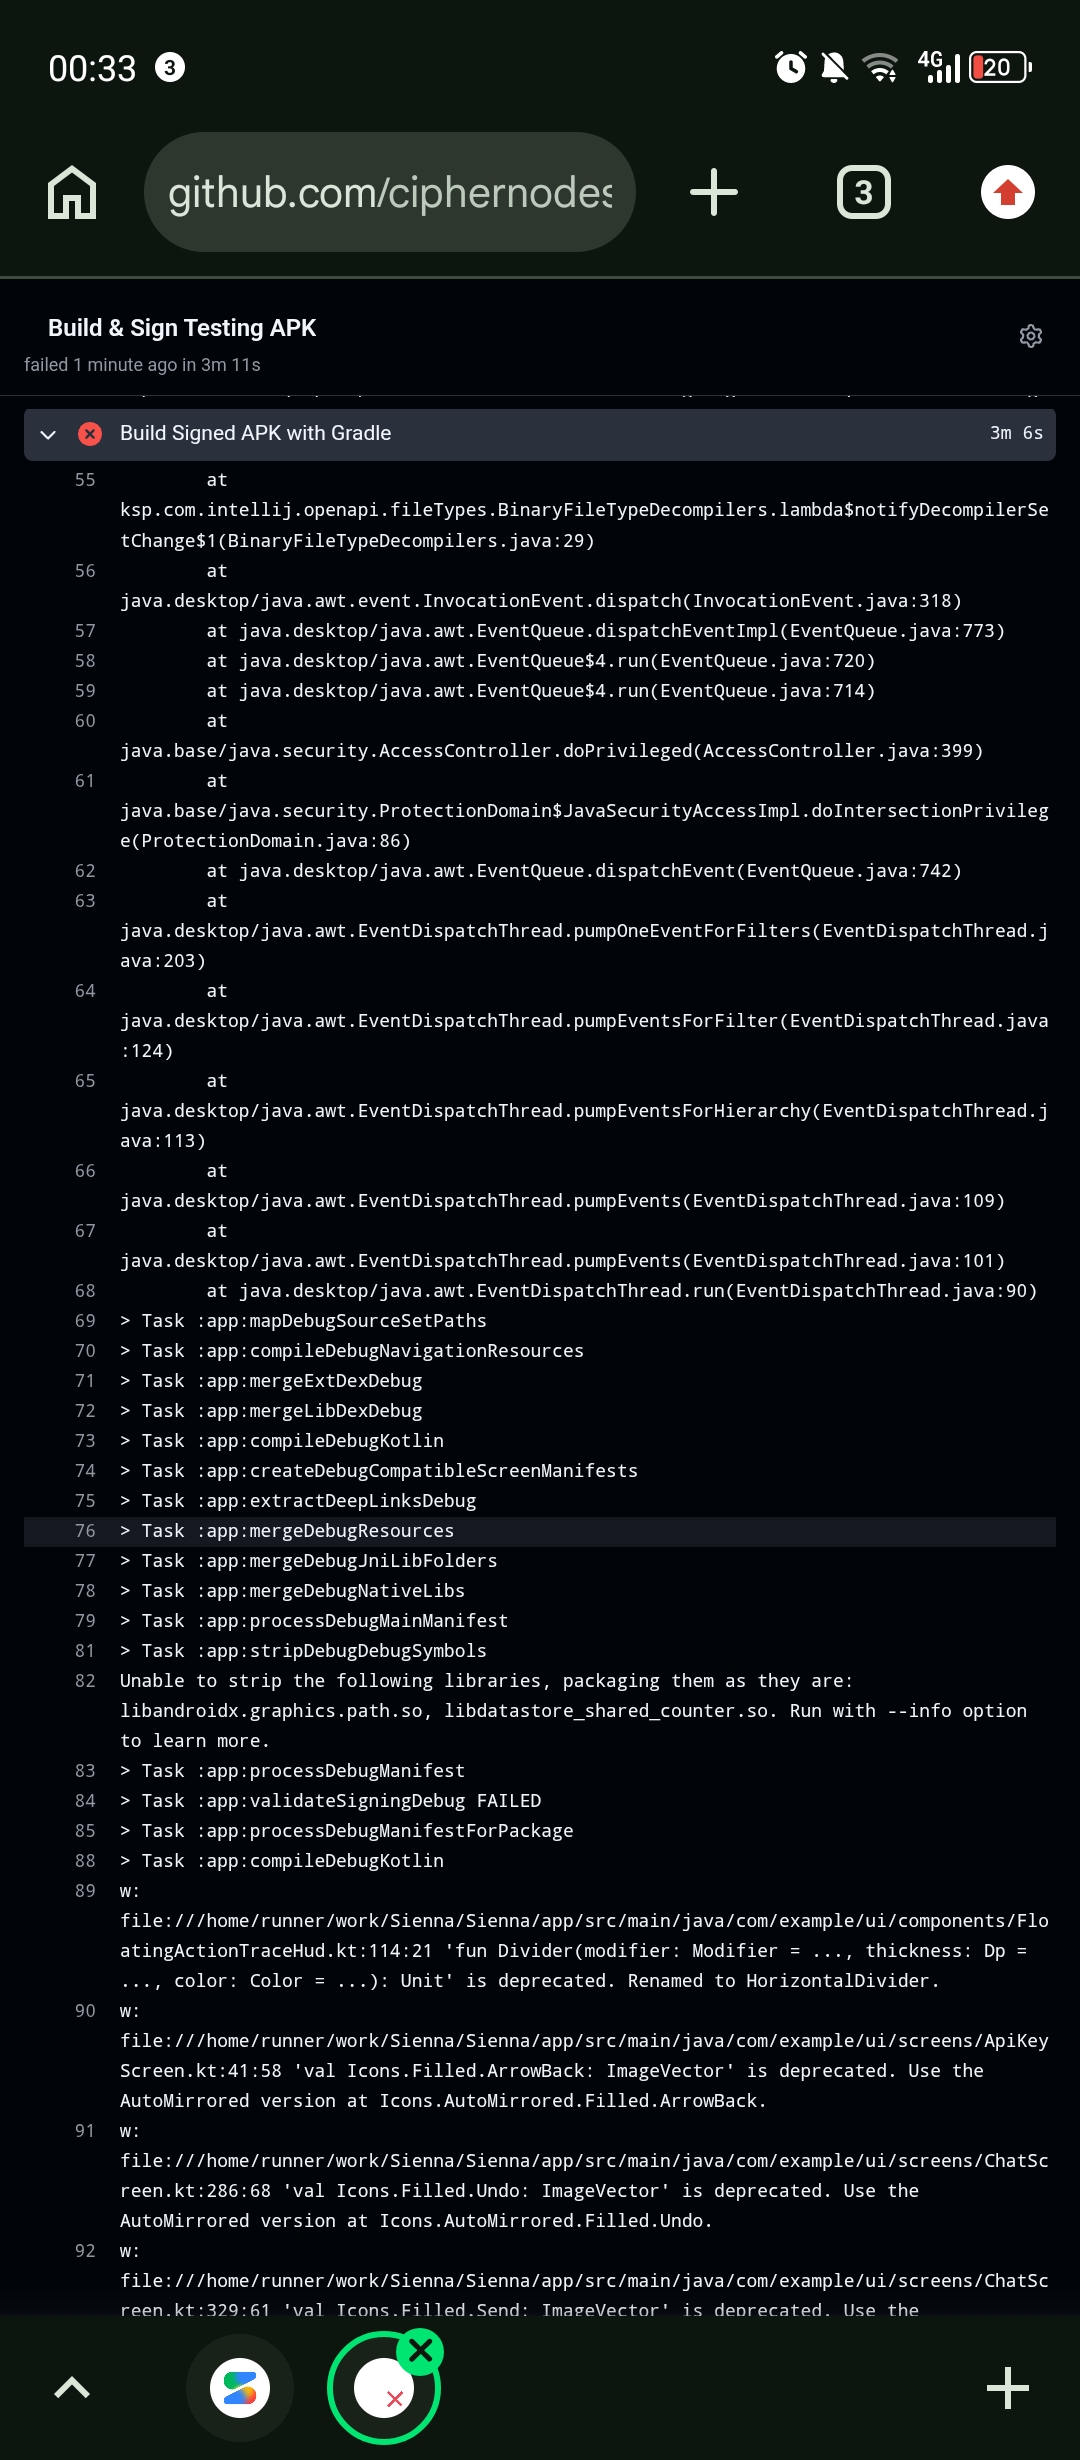 00:33 3 4G 20
github.com/ciphernodes 3
Build & Sign Testing APK
failed 1 minute ago in 3m 11s
Build Signed APK with Gradle 3m 6s
55 at
ksp.com.intellij.openapi.fileTypes.BinaryFileTypeDecompilers.lambda$notifyDecompilerSe
tChange$1(BinaryFileTypeDecompilers.java:29)
56 at
java.desktop/java.awt.event.InvocationEvent.dispatch(InvocationEvent.java:318)
57 at java.desktop/java.awt.EventQueue.dispatchEventImpl(EventQueue.java:773)
58 at java.desktop/java.awt.EventQueue$4.run(EventQueue.java:720)
59 at java.desktop/java.awt.EventQueue$4.run(EventQueue.java:714)
60 at
java.base/java.security.AccessController.doPrivileged(AccessController.java:399)
61 at
java.base/java.security.ProtectionDomain$JavaSecurityAccessImpl.doIntersectionPrivileg
e(ProtectionDomain.java:86)
62 at java.desktop/java.awt.EventQueue.dispatchEvent(EventQueue.java:742)
63 at
java.desktop/java.awt.EventDispatchThread.pumpOneEventForFilters(EventDispatchThread.j
ava:203)
64 at
java.desktop/java.awt.EventDispatchThread.pumpEventsForFilter(EventDispatchThread.java
:124)
65 at
java.desktop/java.awt.EventDispatchThread.pumpEventsForHierarchy(EventDispatchThread.j
ava:113)
66 at
java.desktop/java.awt.EventDispatchThread.pumpEvents(EventDispatchThread.java:109)
67 at
java.desktop/java.awt.EventDispatchThread.pumpEvents(EventDispatchThread.java:101)
68 at java.desktop/java.awt.EventDispatchThread.run(EventDispatchThread.java:90)
69 > Task :app:mapDebugSourceSetPaths
70 > Task :app:compileDebugNavigationResources
71 > Task :app:mergeExtDexDebug
72 > Task :app:mergeLibDexDebug
73 > Task :app:compileDebugKotlin
74 > Task :app:createDebugCompatibleScreenManifests
75 > Task :app:extractDeepLinksDebug
76 > Task :app:mergeDebugResources
77 > Task :app:mergeDebugJniLibFolders
78 > Task :app:mergeDebugNativeLibs
79 > Task :app:processDebugMainManifest
81 > Task :app:stripDebugDebugSymbols
82 Unable to strip the following libraries, packaging them as they are:
libandroidx.graphics.path.so, libdatastore_shared_counter.so. Run with --info option
to learn more.
83 > Task :app:processDebugManifest
84 > Task :app:validateSigningDebug FAILED
85 > Task :app:processDebugManifestForPackage
88 > Task :app:compileDebugKotlin
89 w:
file:///home/runner/work/Sienna/Sienna/app/src/main/java/com/example/ui/components/Flo
atingActionTraceHud.kt:114:21 'fun Divider(modifier: Modifier = ..., thickness: Dp =
..., color: Color = ...): Unit' is deprecated. Renamed to HorizontalDivider.
90 w:
file:///home/runner/work/Sienna/Sienna/app/src/main/java/com/example/ui/screens/ApiKey
Screen.kt:41:58 'val Icons.Filled.ArrowBack: ImageVector' is deprecated. Use the
AutoMirrored version at Icons.AutoMirrored.Filled.ArrowBack.
91 w:
file:///home/runner/work/Sienna/Sienna/app/src/main/java/com/example/ui/screens/ChatSc
reen.kt:286:68 'val Icons.Filled.Undo: ImageVector' is deprecated. Use the
AutoMirrored version at Icons.AutoMirrored.Filled.Undo.
92 w:
file:///home/runner/work/Sienna/Sienna/app/src/main/java/com/example/ui/screens/ChatSc
reen.kt:329:61 'val Icons.Filled.Send: ImageVector' is deprecated. Use the